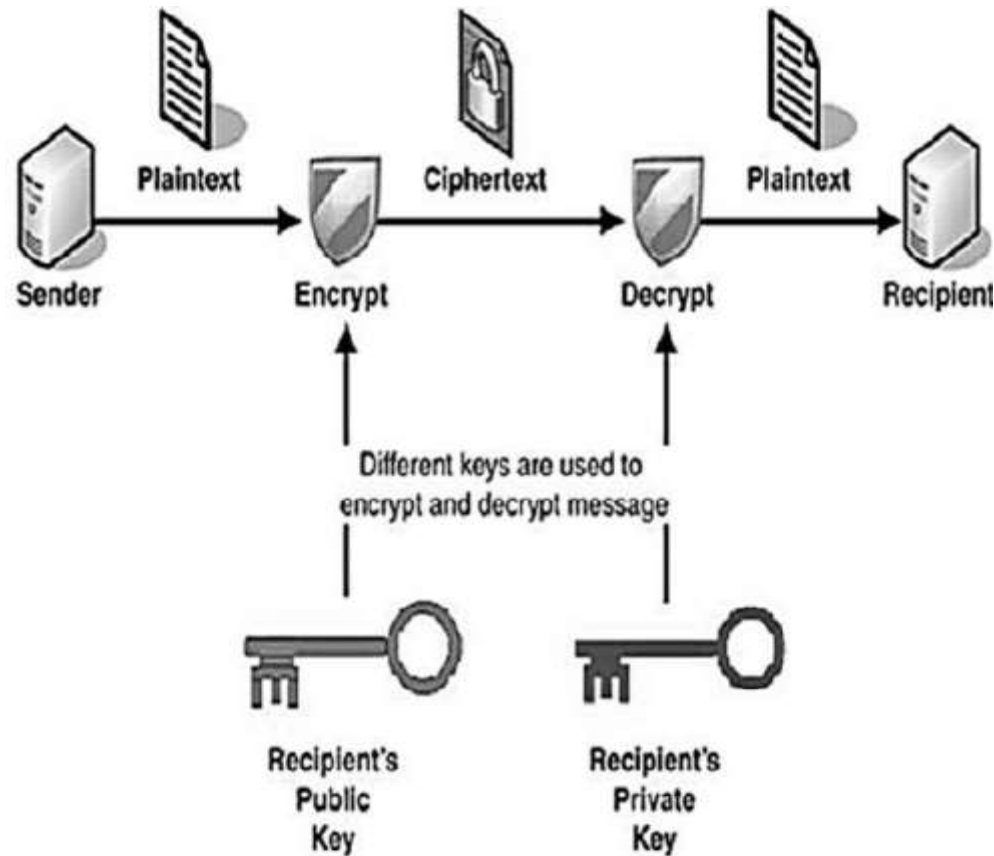 Plaintext
Ciphertext
Plaintext
Sender
Encrypt
Decrypt
Recipient
Different keys are used to
encrypt and decrypt message
Recipient's
Public
Key
Recipient's
Private
Key